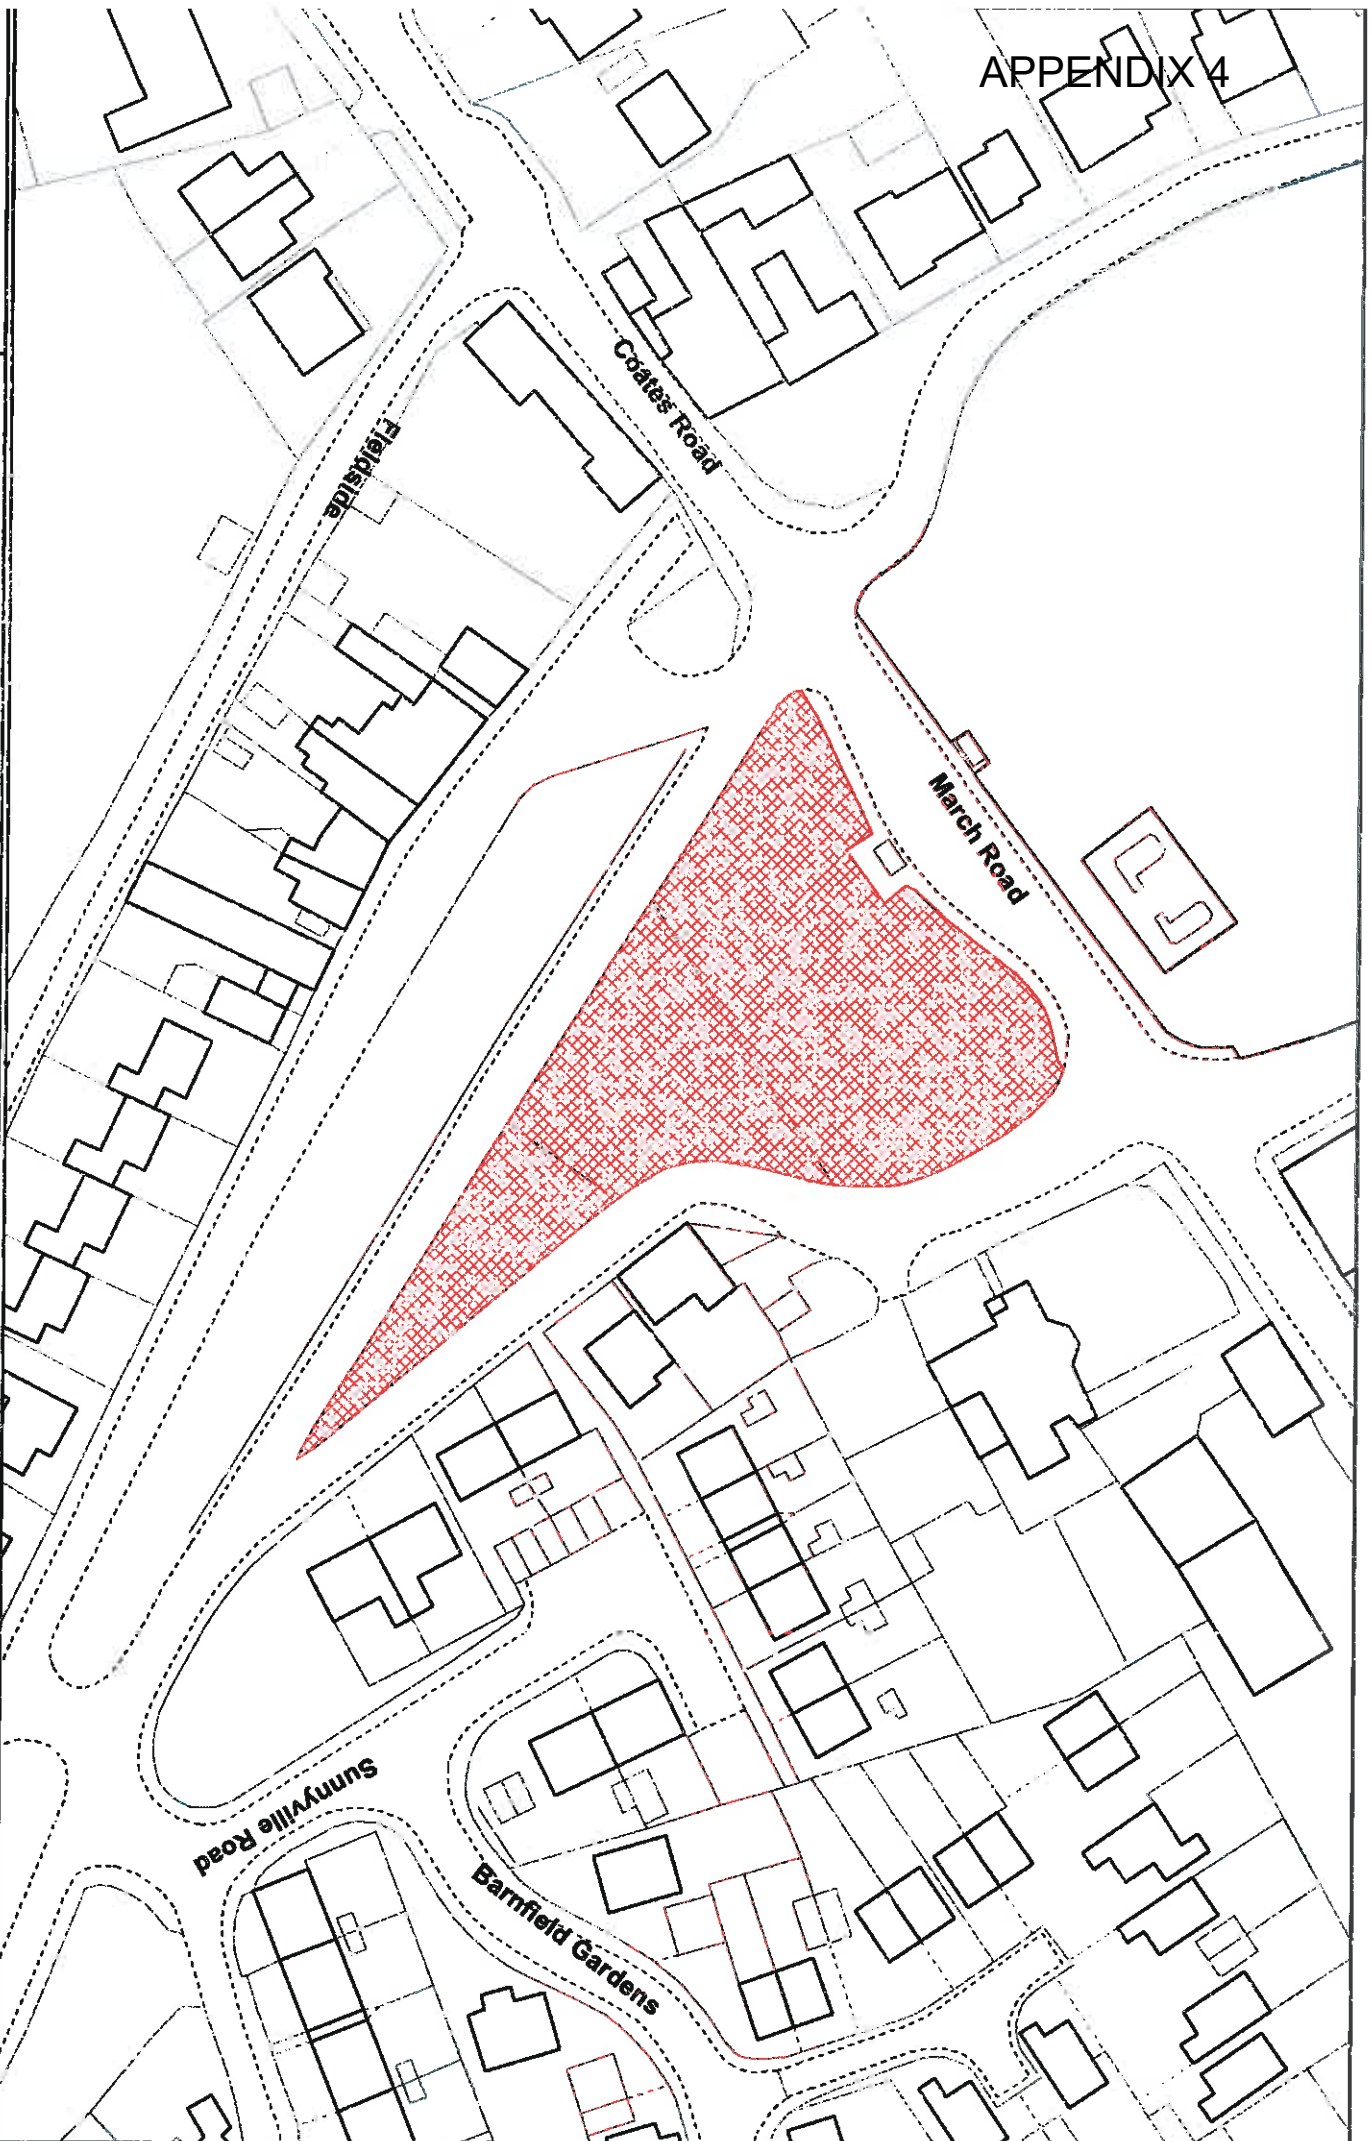 APPENDIX 4
Coates Road
Fieldside
March Road
Sunnyville Road
Barnfield Gardens